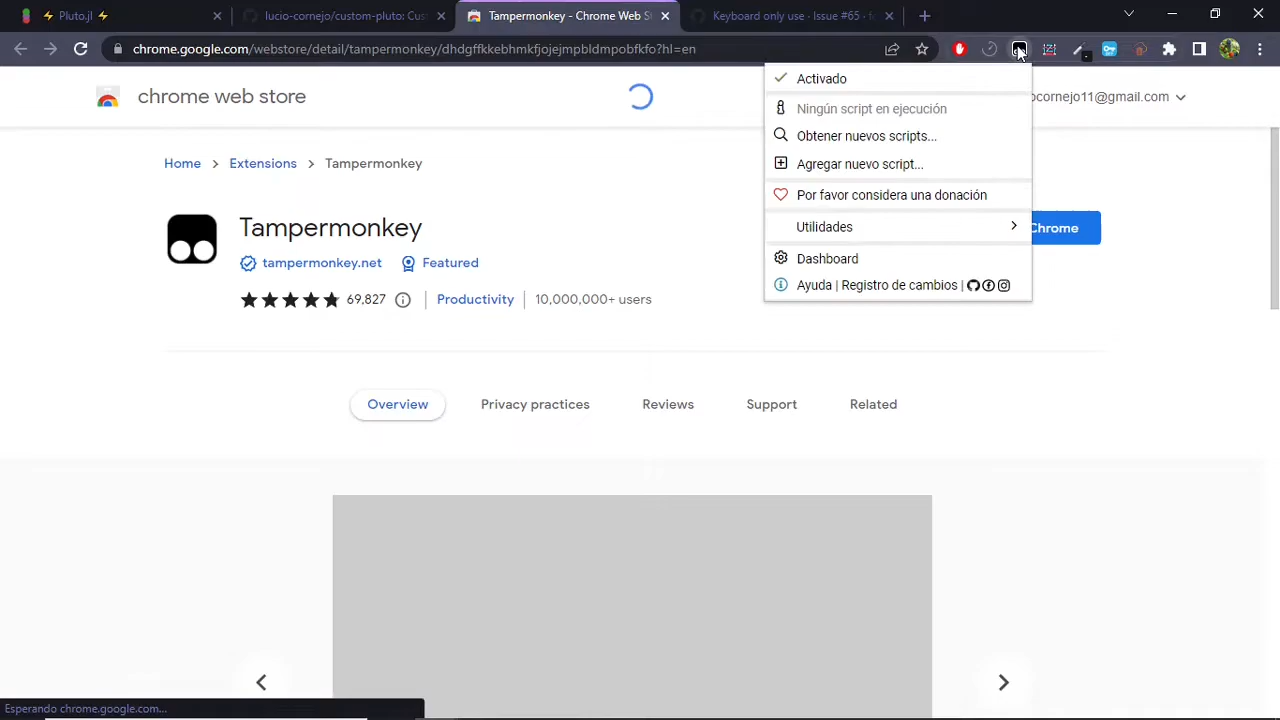 ⚡ Pluto.jl ⚡
lucio-cornejo/custom-pluto: Cus
Tampermonkey - Chrome Web S
Keyboard only use · Issue #65 ·
chrome.google.com/webstore/detail/tampermonkey/dhdgffkkebhmkfjojejmpbldmpobfkfo?hl=en
chrome web store
ocornejo11@gmail.com
Activado
Ningún script en ejecución
Obtener nuevos scripts...
Agregar nuevo script...
Por favor considera una donación
Utilidades
Dashboard
Ayuda | Registro de cambios |
Home > Extensions > Tampermonkey
Tampermonkey
Chrome
tampermonkey.net
Featured
69,827
Productivity
10,000,000+ users
Overview
Privacy practices
Reviews
Support
Related
Esperando chrome.google.com...